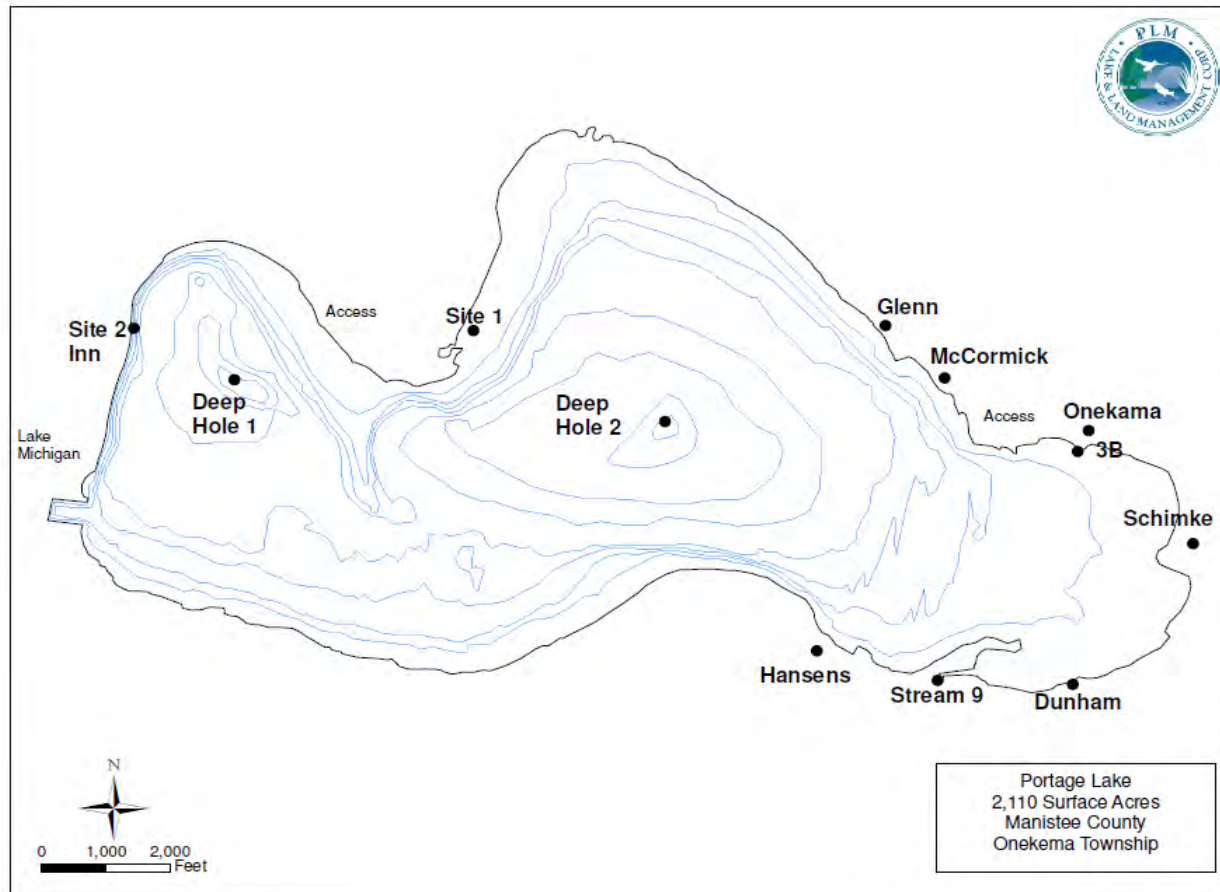 PLM
LAKE & LAND MANAGEMENT CORP
Access
Site 1
Site 2
Inn
Glenn
McCormick
Deep
Hole 1
Deep
Hole 2
Access
Onekama
3B
Lake
Michigan
Schimke
Hansens
Stream 9
Dunham
N
0 1,000 2,000
Feet
Portage Lake
2,110 Surface Acres
Manistee County
Onekema Township